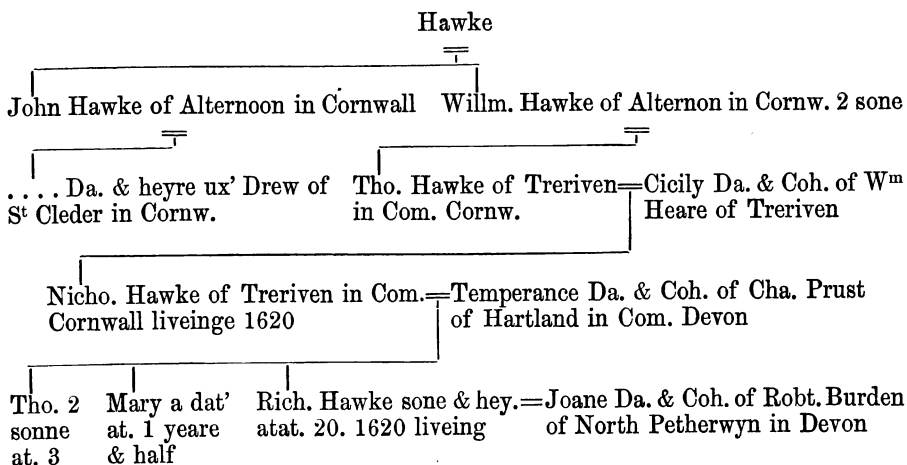 Hawke
John Hawke of Alternoon in Cornwall Willm. Hawke of Alternon in Cornw. 2 sone
. . . . Da. & heyre ux' Drew of
St Cleder in Cornw.
Tho. Hawke of Treriven=Cicily Da. & Coh. of Wm
in Com. Cornw. Heare of Treriven
Nicho. Hawke of Treriven in Com.=Temperance Da. & Coh. of Cha. Prust
Cornwall liveinge 1620 of Hartland in Com. Devon
Tho. 2
sonne
at. 3
Mary a dat'
at. 1 yeare
& half
Rich. Hawke sone & hey.=Joane Da. & Coh. of Robt. Burden
atat. 20. 1620 liveing of North Petherwyn in Devon